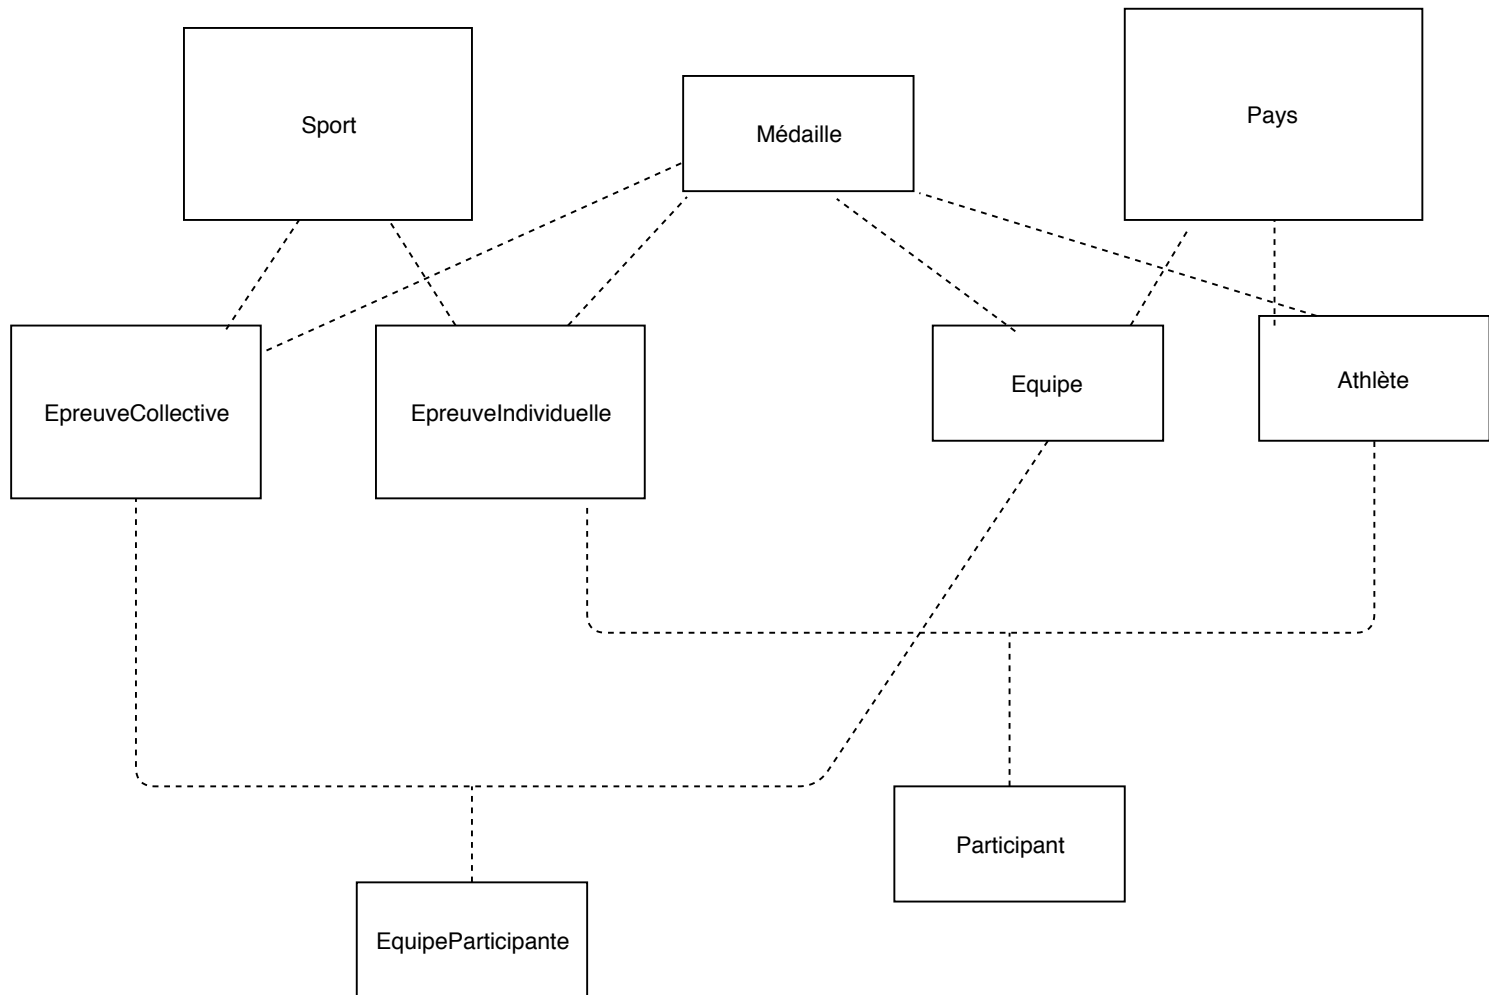 Sport
Médaille
Pays
EpreuveCollective
EpreuveIndividuelle
Equipe
Athlète
Participant
EquipeParticipante